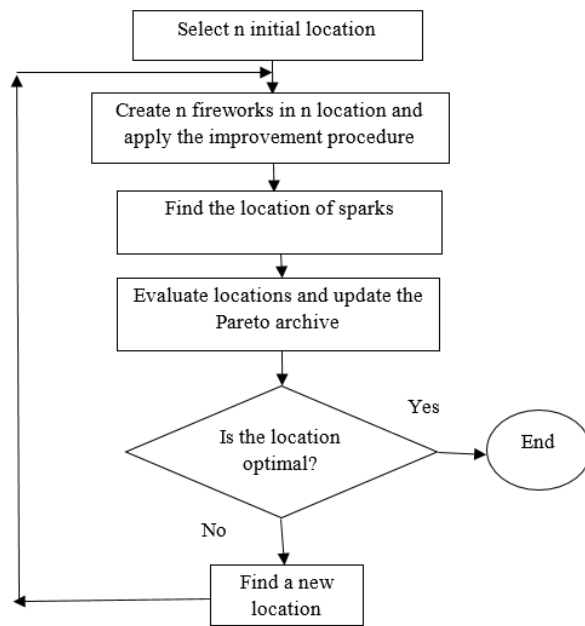 Select n initial location
Create n fireworks in n location and
apply the improvement procedure
Find the location of sparks
Evaluate locations and update the
Pareto archive
Is the location
optimal?
Yes
End
No
Find a new
location